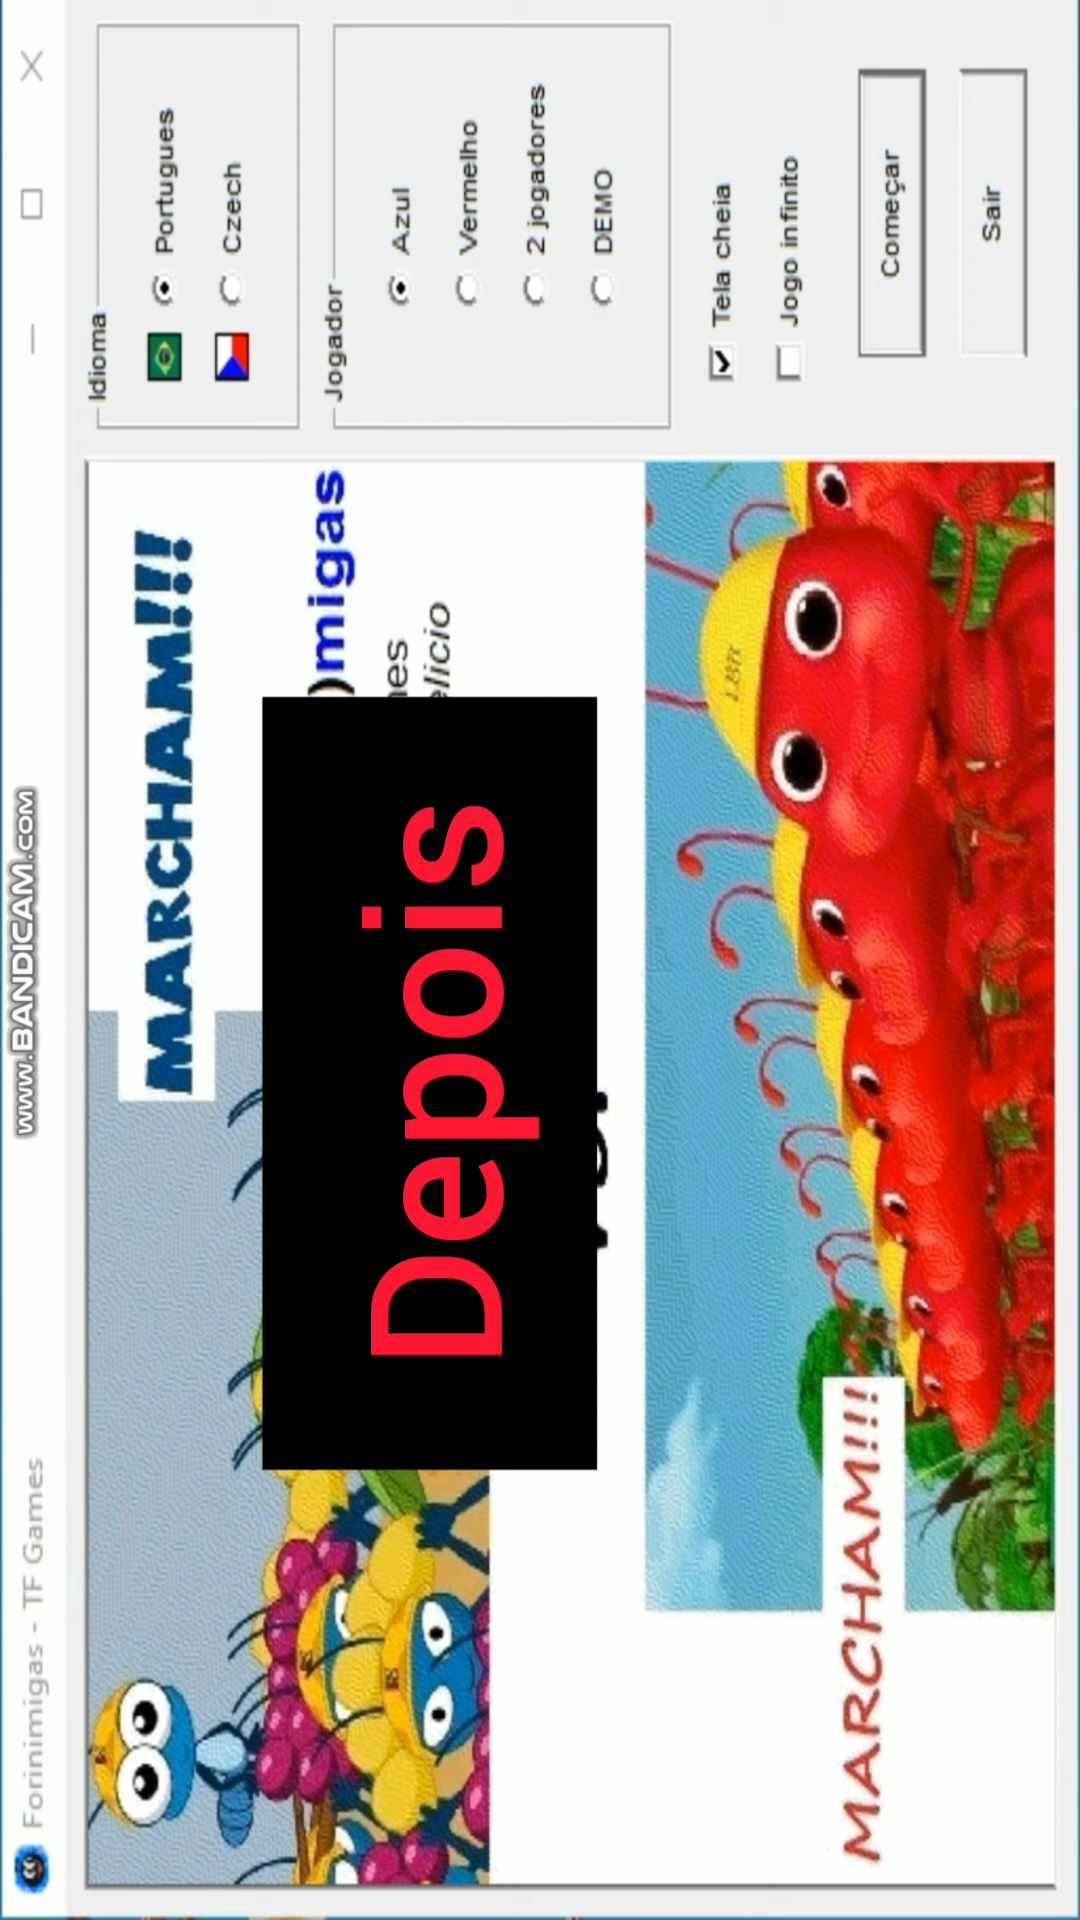 www.BANDICAM.com
Forinimigas - TF Games
MARCHAM!!!
)migas
Depois
MARCHAM!!!
LBIT
Idioma
Portugues
Czech
Jogador
Azul
Vermelho
2 jogadores
DEMO
Tela cheia
Jogo infinito
Começar
Sair